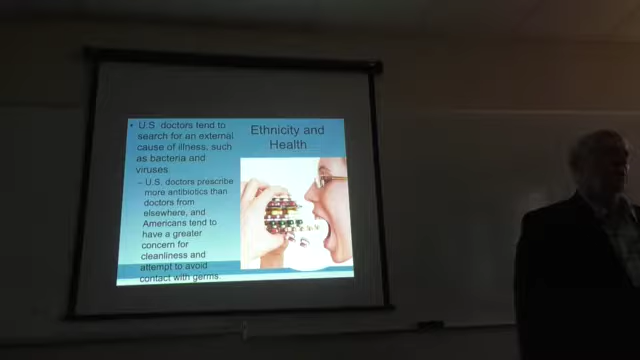 Ethnicity and
Health
• U.S. doctors tend to
search for an external
cause of illness, such
as bacteria and
viruses.
– U.S. doctors prescribe
more antibiotics than
doctors from
elsewhere, and
Americans tend to
have a greater
concern for
cleanliness and
attempt to avoid
contact with germs.